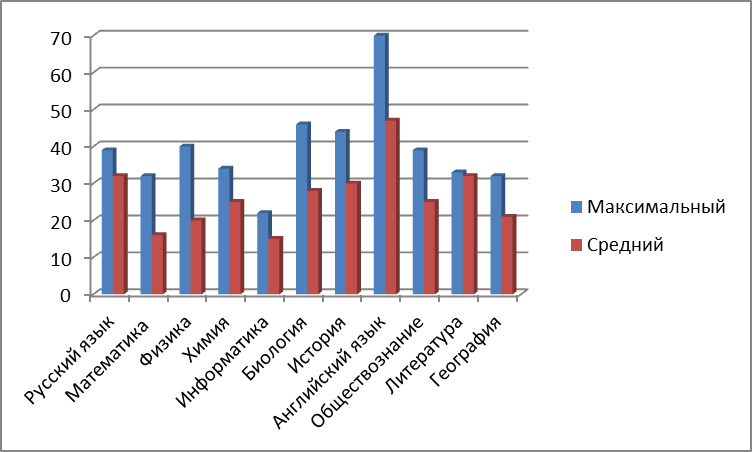 70
60
50
40
30
20
10
0
Русский язык
Математика
Физика
Химия
Информатика
Биология
История
Английский язык
Обществознание
Литература
География
Максимальный
Средний